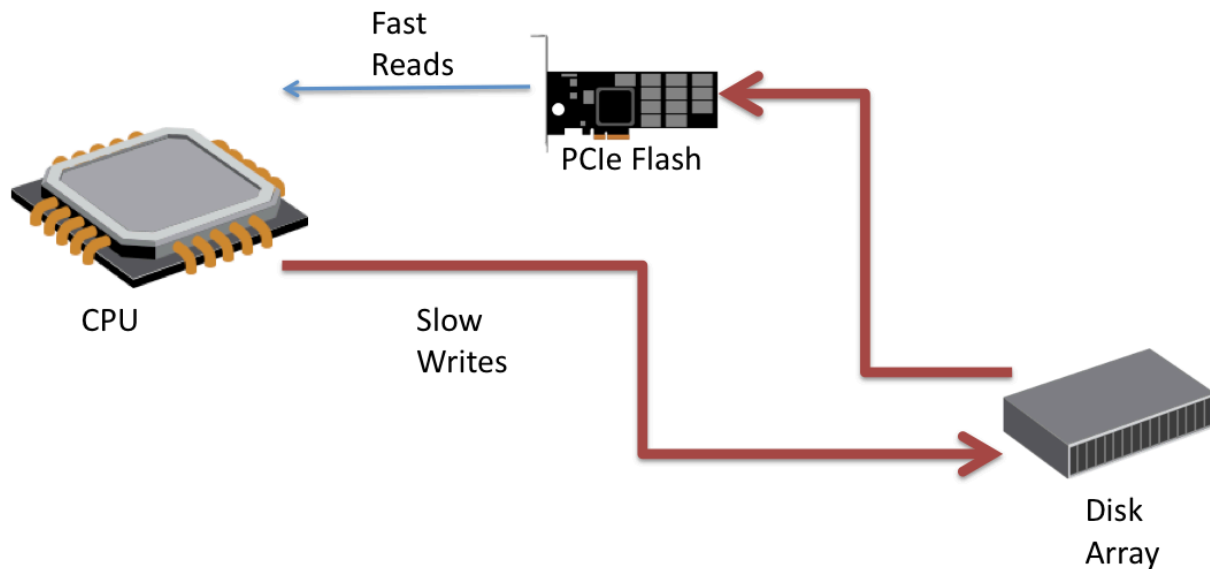 Fast
Reads
PCIe Flash
CPU
Slow
Writes
Disk
Array